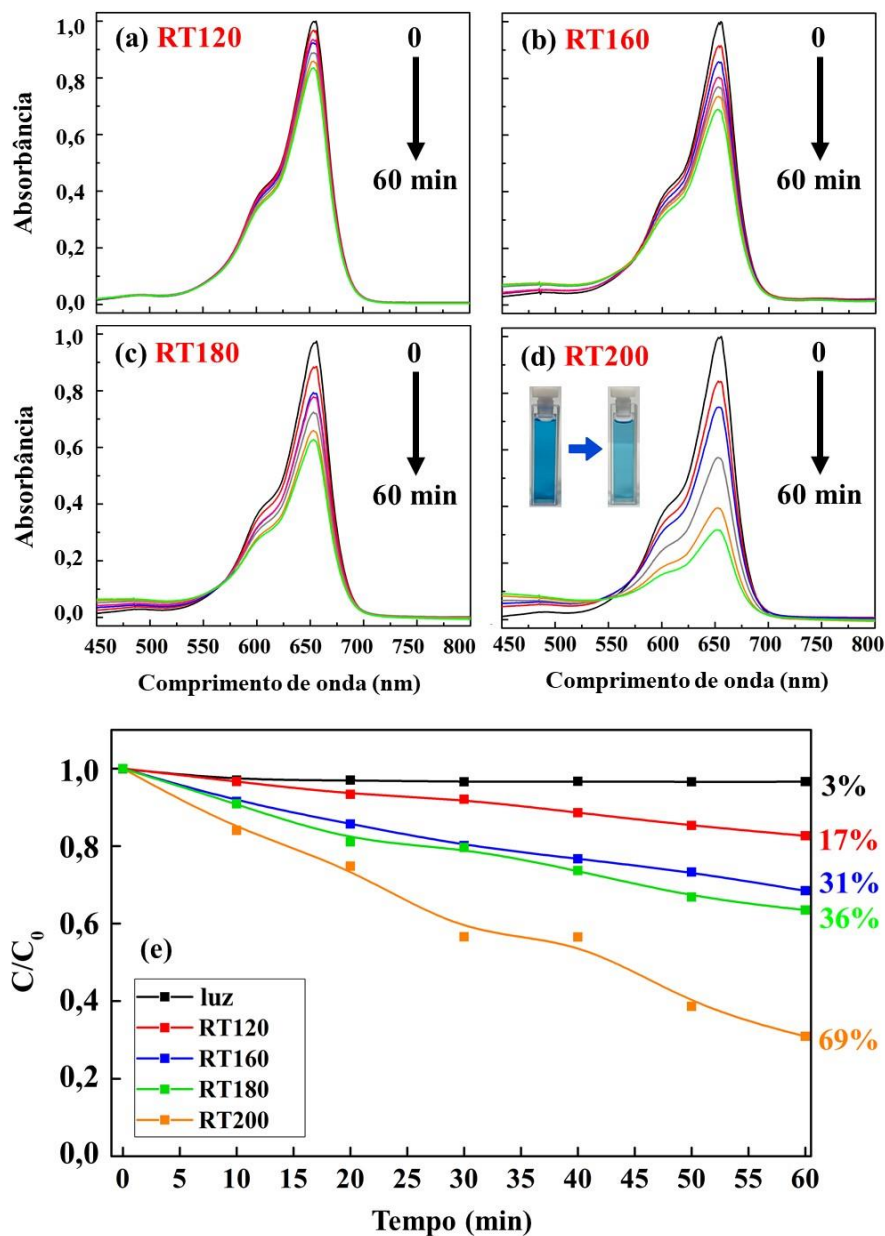 (a) RT120
0
60 min
Absorbância
1,0
0,8
0,6
0,4
0,2
0,0
(b) RT160
0
60 min
(c) RT180
0
60 min
Absorbância
1,0
0,8
0,6
0,4
0,2
0,0
450 500 550 600 650 700 750 800
Comprimento de onda (nm)
(d) RT200
0
60 min
450 500 550 600 650 700 750 800
Comprimento de onda (nm)
C/C0
1,0
0,8
0,6
0,4
0,2
0,0
3%
17%
31%
36%
69%
(e)
luz
RT120
RT160
RT180
RT200
0 5 10 15 20 25 30 35 40 45 50 55 60
Tempo (min)